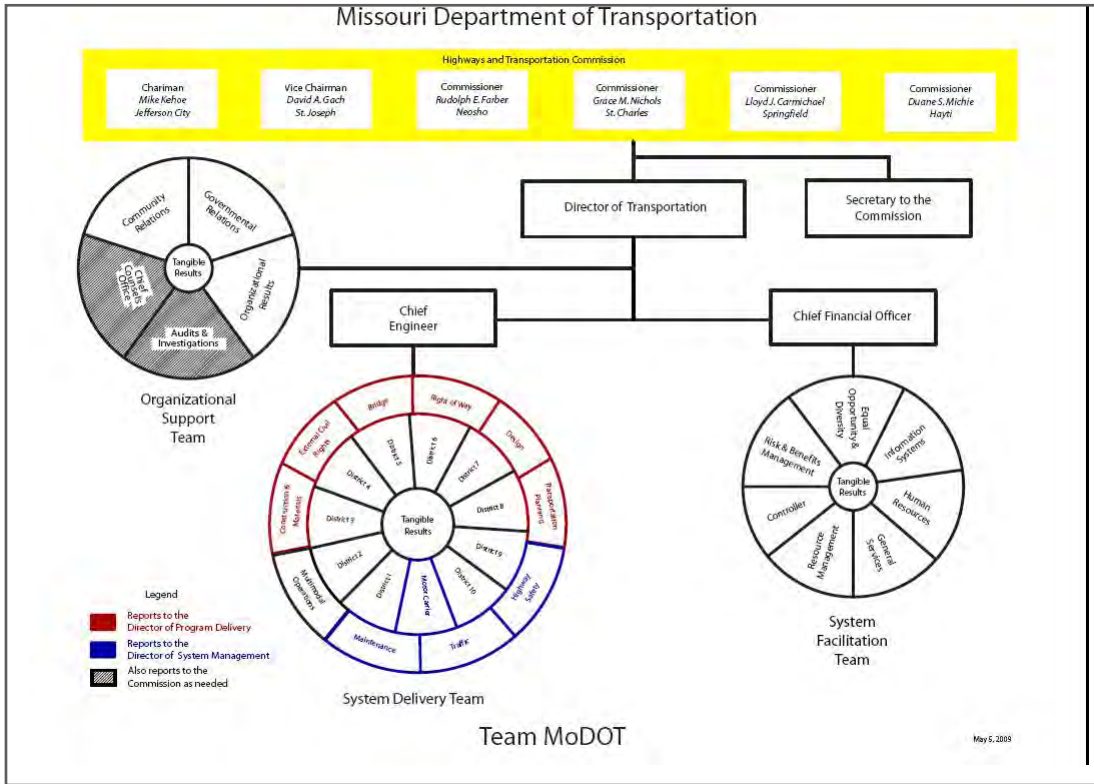 Missouri Department of Transportation
Highways and Transportation Commission
Chariman
Mike Kehoe
Jefferson City
Vice Chairman
David A. Gach
St. Joseph
Commissioner
Rudolph E. Farber
Neosho
Commissioner
Grace M. Nichols
St. Charles
Commissioner
Lloyd J. Carmichael
Springfield
Commissioner
Duane S. Michie
Hayti
Director of Transportation
Secretary to the
Commission
Community
Relations
Governmental
Relations
Organizational
Results
Audits &
Investigations
Chief
Counsels
Office
Tangible
Results
Organizational
Support
Team
Chief
Engineer
Chief Financial Officer
Construction &
Materials
External Civil
Rights
Bridge
Right of Way
Design
Transportation
Planning
Highway
Safety
Traffic
Maintenance
Multimodal
Operations
District 1
District 2
District 3
District 4
District 5
District 6
District 7
District 8
District 9
District 10
Motor Carrier
Tangible
Results
System Delivery Team
Equal
Opportunity &
Diversity
Information
Systems
Human
Resources
General
Services
Resource
Management
Controller
Risk & Benefits
Management
Tangible
Results
System
Facilitation
Team
Legend
Reports to the
Director of Program Delivery
Reports to the
Director of System Management
Also reports to the
Commission as needed
Team MoDOT
May 5, 2009